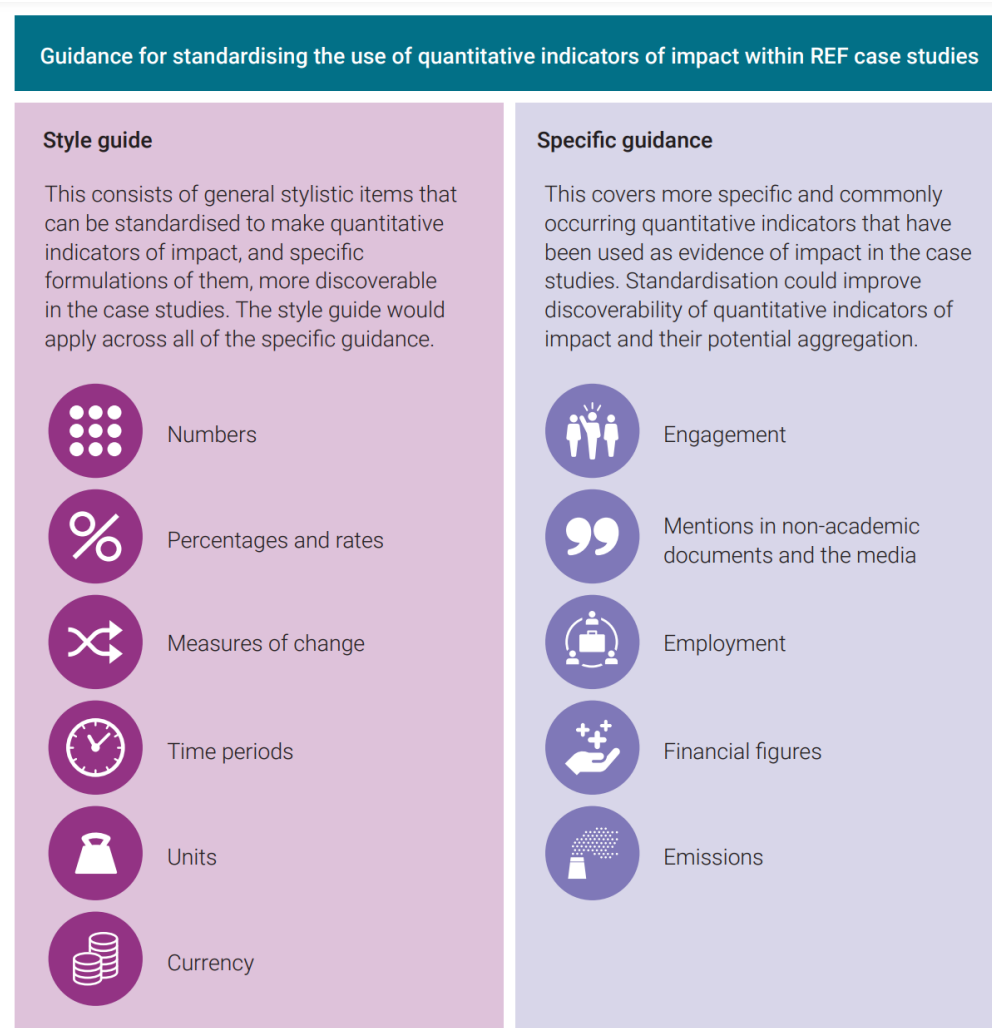 Guidance for standardising the use of quantitative indicators of impact within REF case studies
Style guide
This consists of general stylistic items that
can be standardised to make quantitative
indicators of impact, and specific
formulations of them, more discoverable
in the case studies. The style guide would
apply across all of the specific guidance.
Numbers
Percentages and rates
Measures of change
Time periods
Units
Currency
Specific guidance
This covers more specific and commonly
occurring quantitative indicators that have
been used as evidence of impact in the case
studies. Standardisation could improve
discoverability of quantitative indicators of
impact and their potential aggregation.
Engagement
Mentions in non-academic
documents and the media
Employment
Financial figures
Emissions